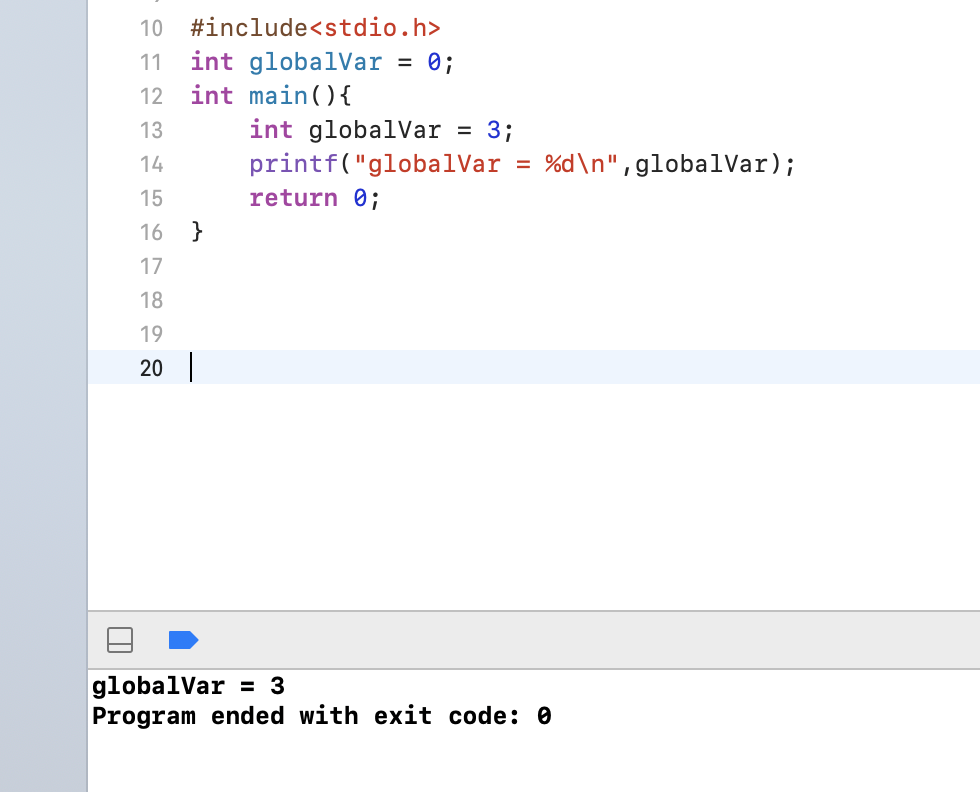 10 #include<stdio.h>
11 int globalVar = 0;
12 int main(){
13     int globalVar = 3;
14     printf("globalVar = %d\n",globalVar);
15     return 0;
16 }
17
18
19
20
globalVar = 3
Program ended with exit code: 0